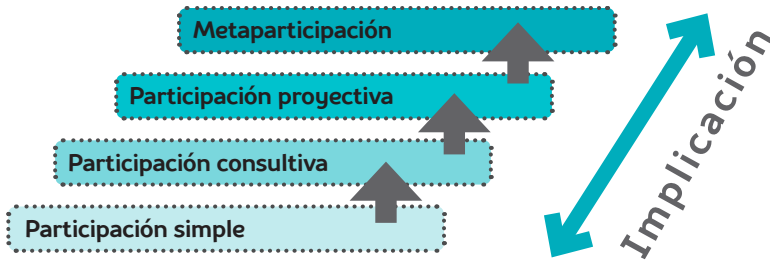 Metaparticipación
Participación proyectiva
Participación consultiva
Participación simple
Implicación